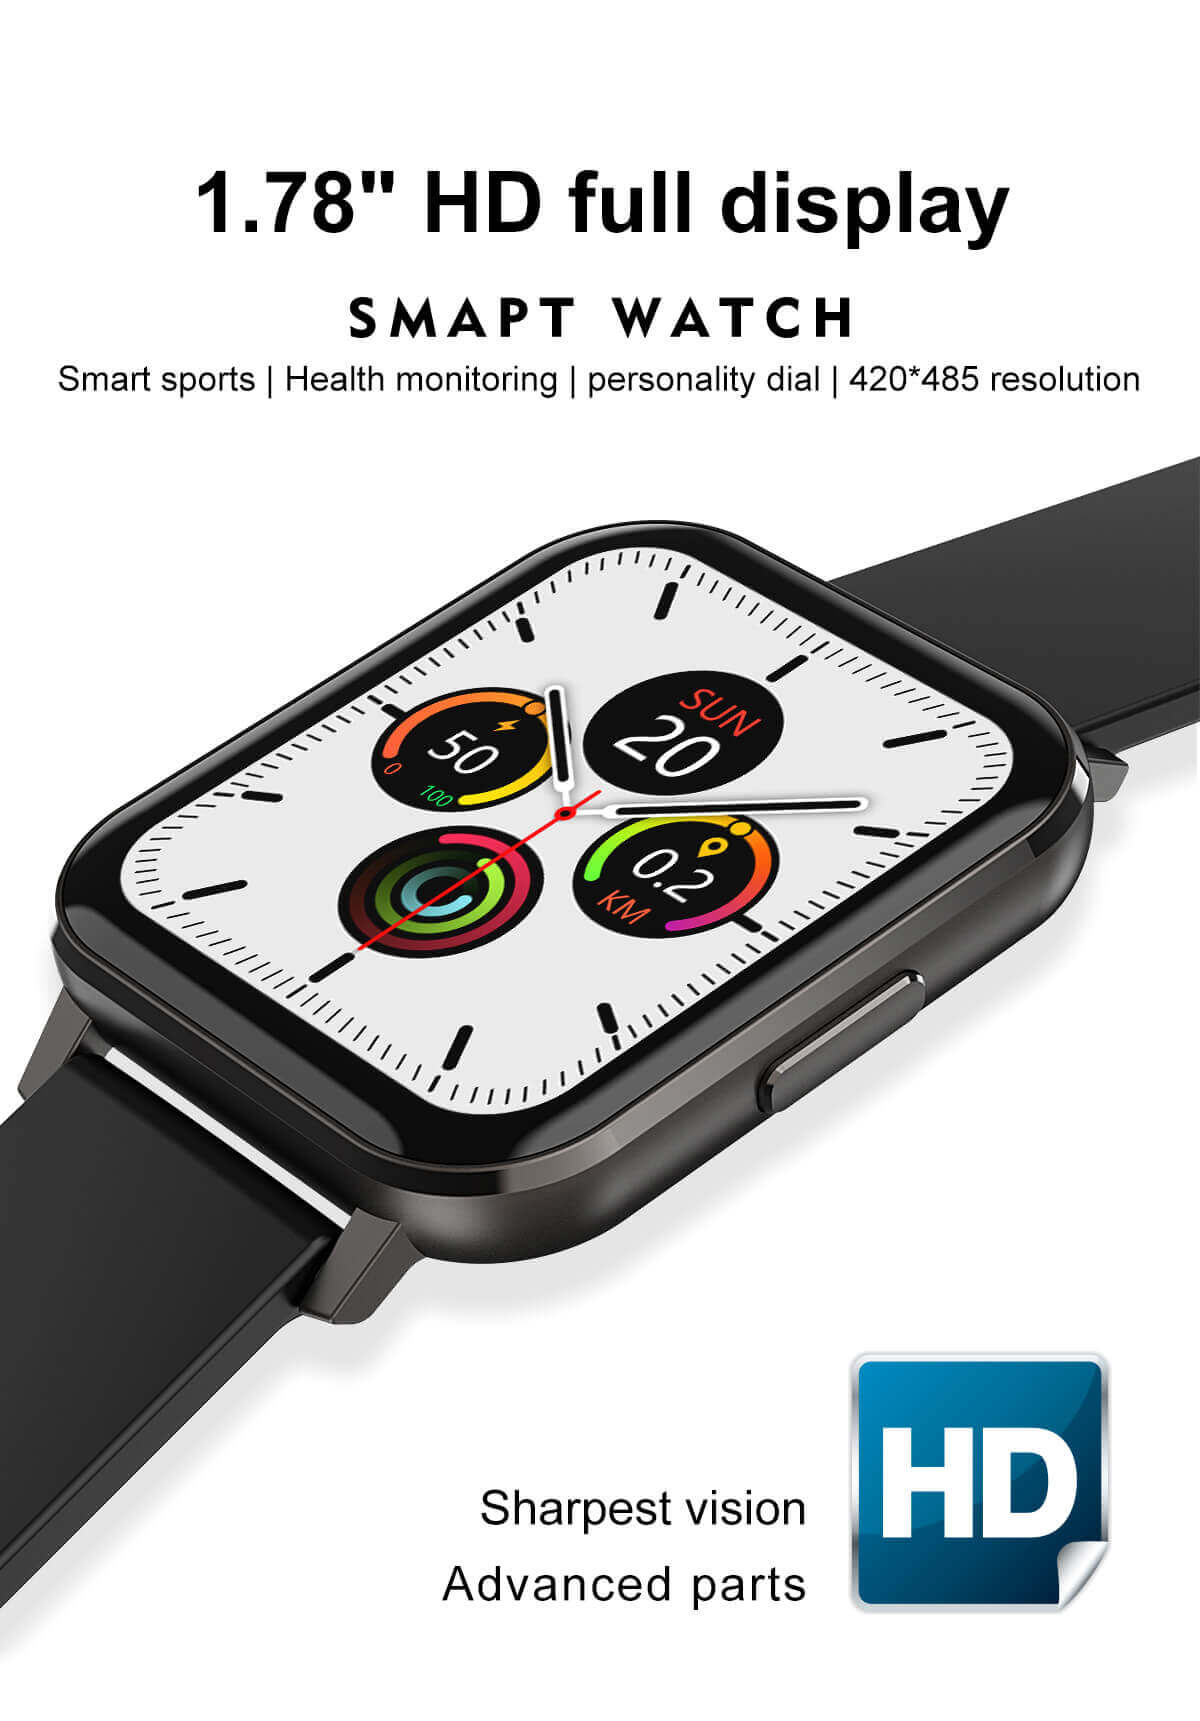 1.78" HD full display
SMAPT WATCH
Smart sports | Health monitoring | personality dial | 420*485 resolution
50
0
100
SUN
20
0.2
KM
HD
Sharpest vision
Advanced parts